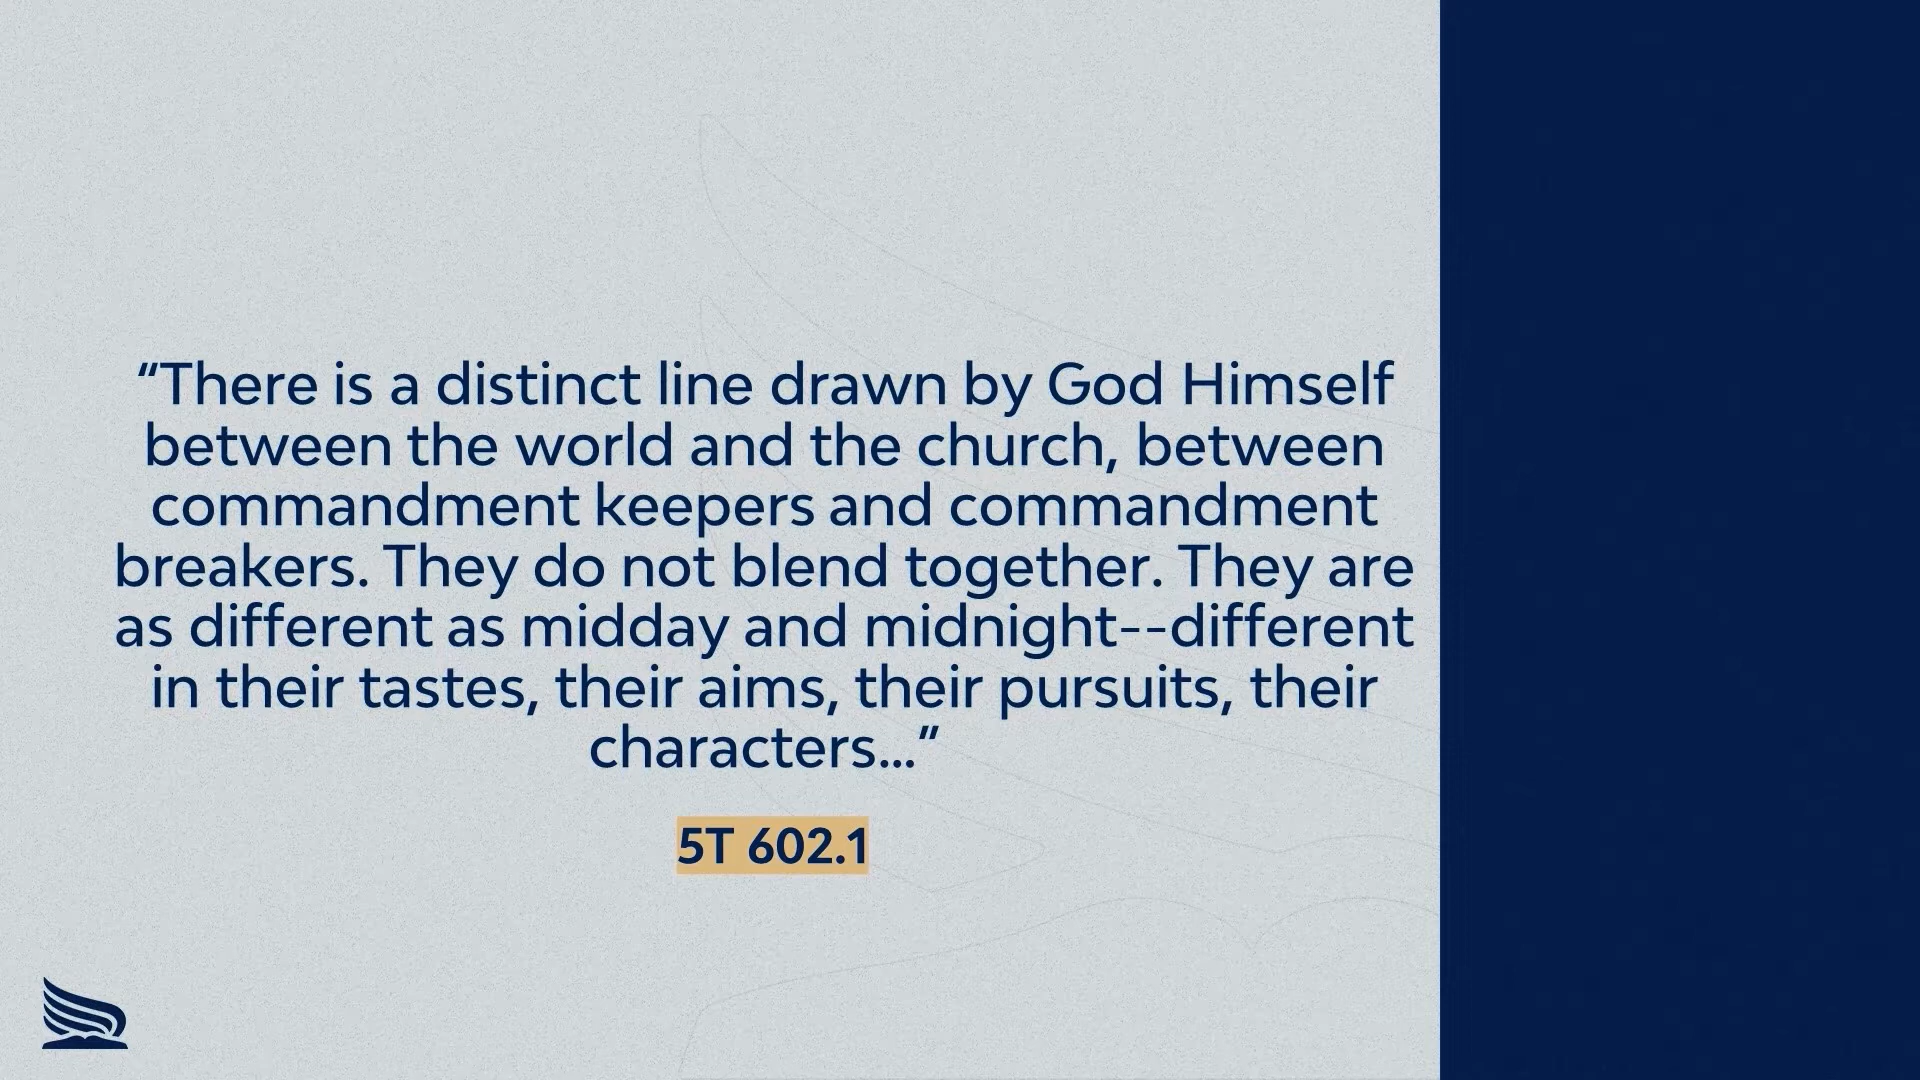 “There is a distinct line drawn by God Himself
between the world and the church, between
commandment keepers and commandment
breakers. They do not blend together. They are
as different as midday and midnight--different
in their tastes, their aims, their pursuits, their
characters...”
5T 602.1